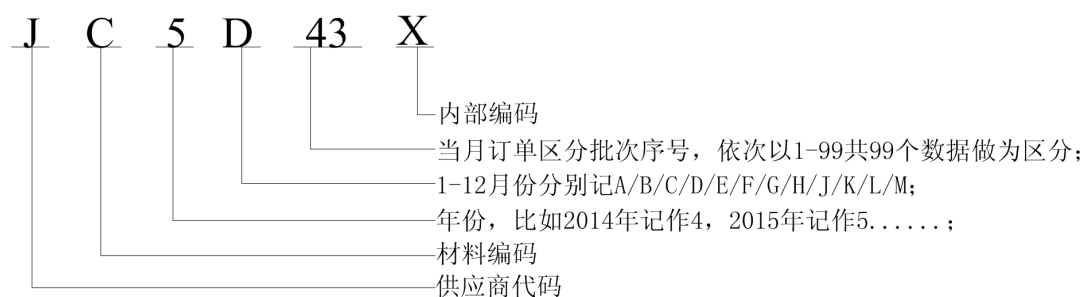 J C 5 D 43 X
内部编码
当月订单区分批次序号，依次以1-99共99个数据做为区分；
1-12月份分别记A/B/C/D/E/F/G/H/J/K/L/M；
年份，比如2014年记作4，2015年记作5......；
材料编码
供应商代码